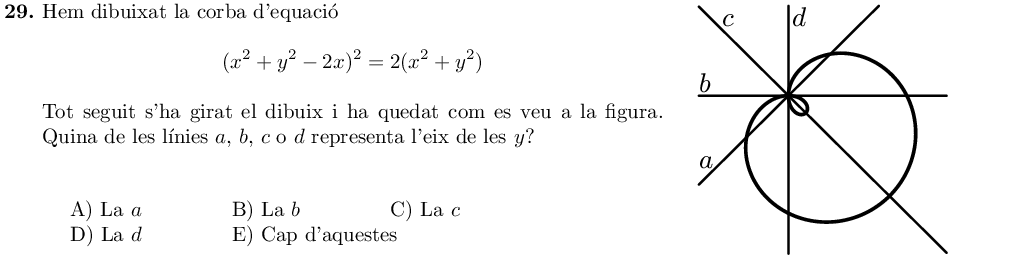 29. Hem dibuixat la corba d'equació
(x² + y² − 2x)² = 2(x² + y²)
Tot seguit s'ha girat el dibuix i ha quedat com es veu a la figura.
Quina de les línies a, b, c o d representa l'eix de les y?
A) La a B) La b C) La c
D) La d E) Cap d'aquestes
c d
b
a